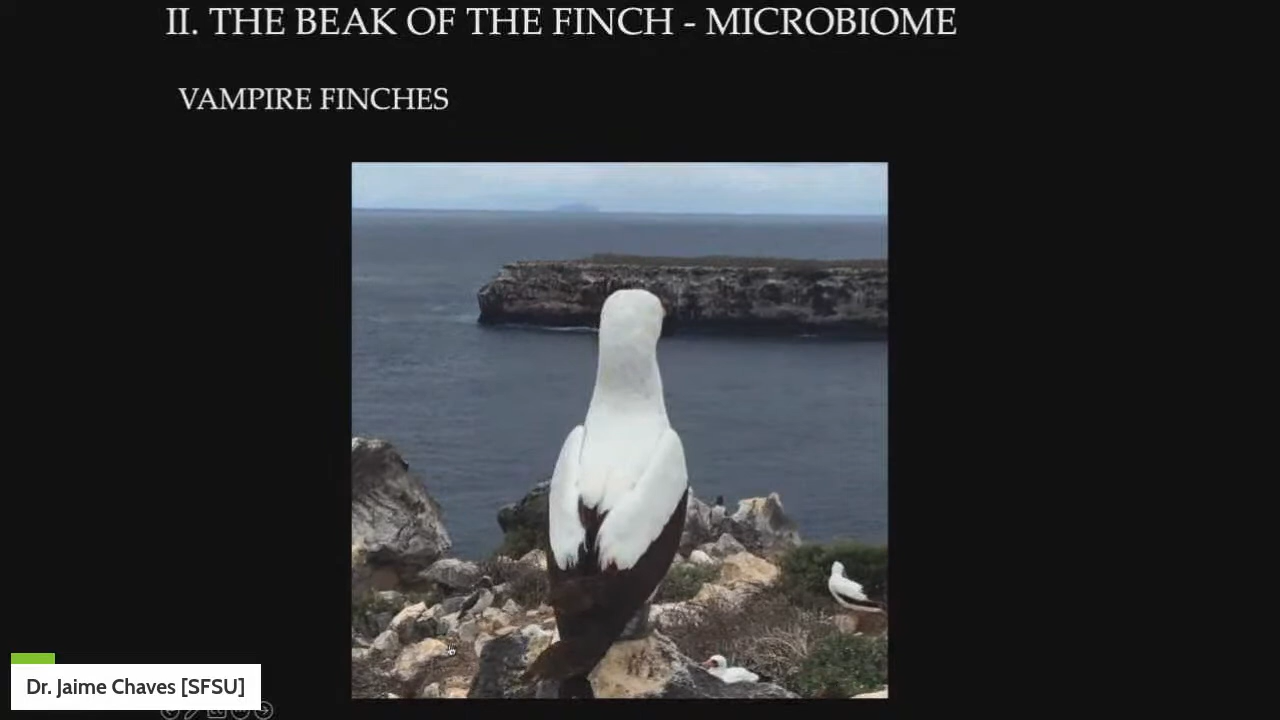 II. THE BEAK OF THE FINCH - MICROBIOME
VAMPIRE FINCHES
Dr. Jaime Chaves [SFSU]